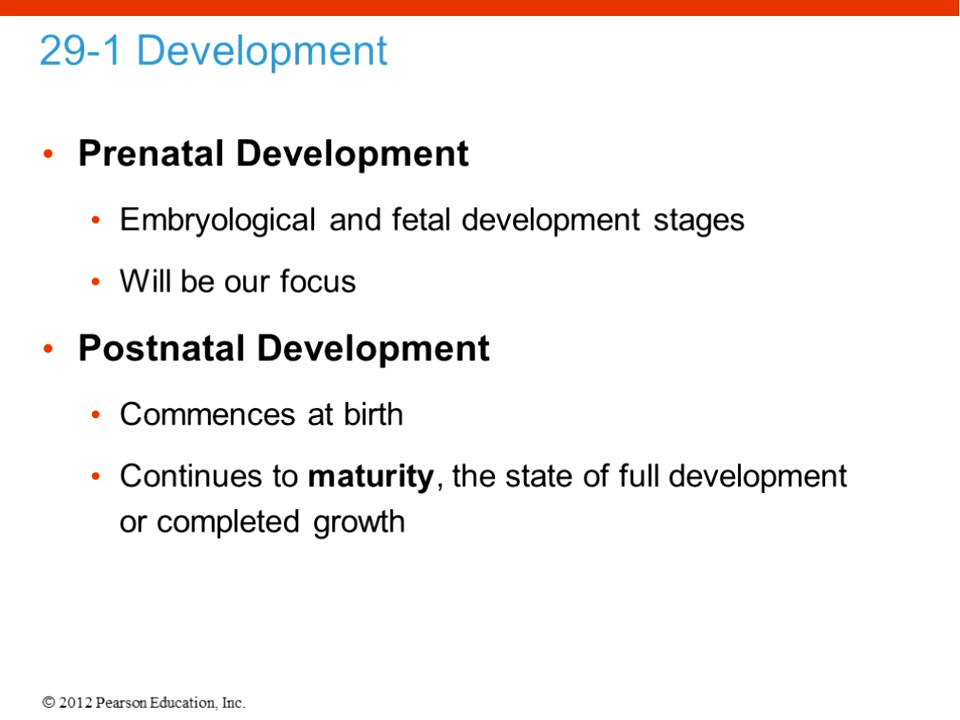 29-1 Development
• Prenatal Development
• Embryological and fetal development stages
• Will be our focus
• Postnatal Development
• Commences at birth
• Continues to maturity, the state of full development
or completed growth
© 2012 Pearson Education, Inc.